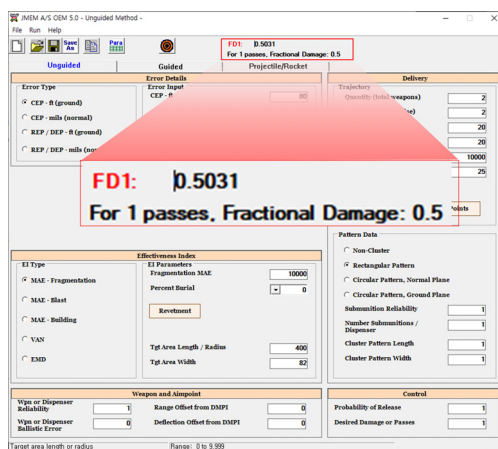 JMEM A/S OEM 5.0 - Unguided Method -
File Run Help
Save As
Para
FD1: 0.5031
For 1 passes, Fractional Damage: 0.5
Unguided
Guided
Projectile/Rocket
Error Details
Delivery
Error Type
Error Input
Trajectory
CEP - ft (ground)
CEP - ft
80
Quantity (total weapons)
2
CEP - mils (normal)
2
REP / DEP - ft (ground)
20
20
REP / DEP - mils
10000
25
FD1: 0.5031
For 1 passes, Fractional Damage: 0.5
Points
Pattern Data
Non-Cluster
Rectangular Pattern
Circular Pattern, Normal Plane
Circular Pattern, Ground Plane
Submunition Reliability
1
Number Submunitions / Dispenser
1
Cluster Pattern Length
1
Cluster Pattern Width
1
Effectiveness Index
EI Type
EI Parameters
MAE - Fragmentation
Fragmentation MAE
10000
Percent Burial
0
MAE - Blast
Revetment
MAE - Building
VAN
Tgt Area Length / Radius
400
EMD
Tgt Area Width
82
Weapon and Aimpoint
Control
Wpn or Dispenser Reliability
1
Range Offset from DMPI
0
Probability of Release
1
Wpn or Dispenser Ballistic Error
0
Deflection Offset from DMPI
0
Desired Damage or Passes
1
Target area length or radius
Range: 0 to 9,999